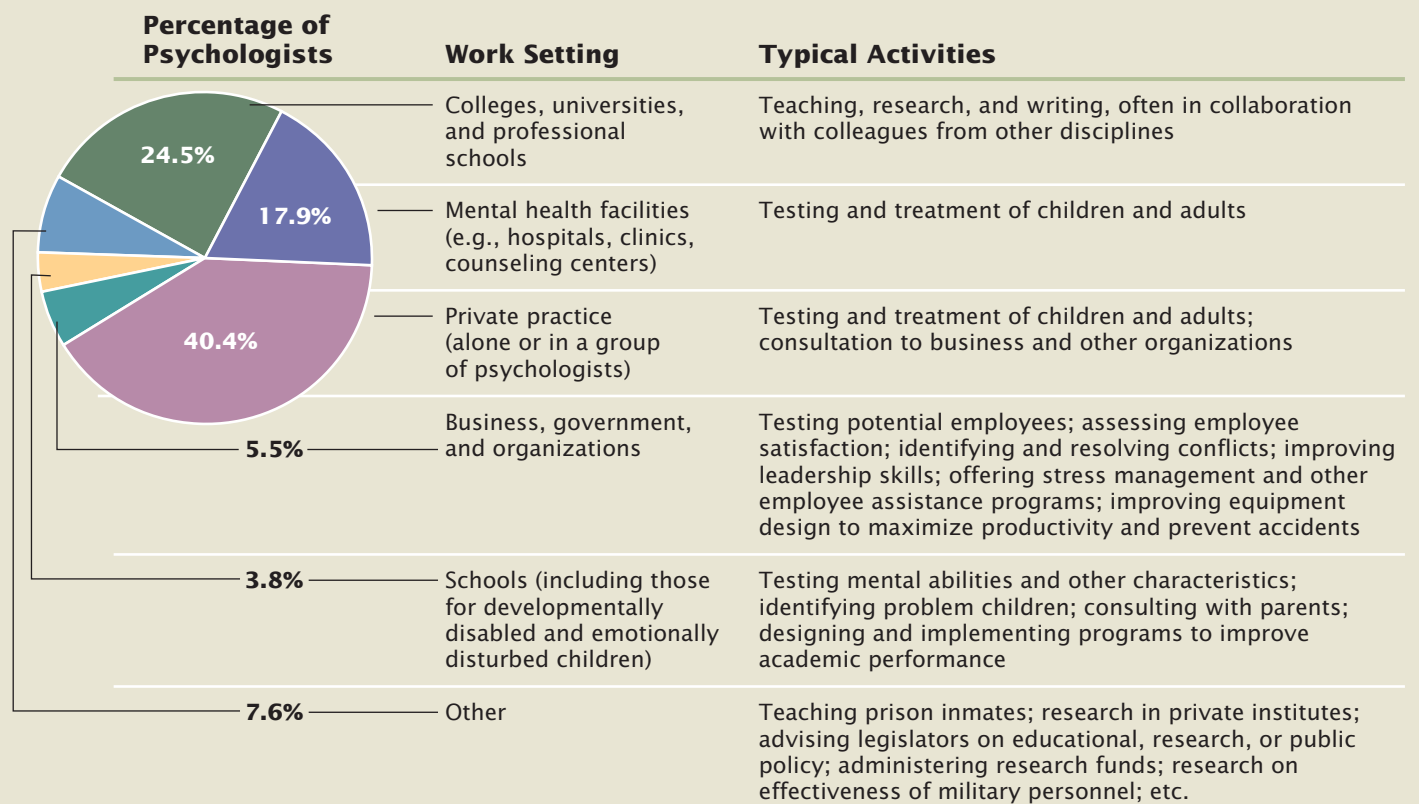 Percentage of
Psychologists
Work Setting
Typical Activities
24.5%
Colleges, universities,
and professional
schools
Teaching, research, and writing, often in collaboration
with colleagues from other disciplines
17.9%
Mental health facilities
(e.g., hospitals, clinics,
counseling centers)
Testing and treatment of children and adults
40.4%
Private practice
(alone or in a group
of psychologists)
Testing and treatment of children and adults;
consultation to business and other organizations
5.5%
Business, government,
and organizations
Testing potential employees; assessing employee
satisfaction; identifying and resolving conflicts; improving
leadership skills; offering stress management and other
employee assistance programs; improving equipment
design to maximize productivity and prevent accidents
3.8%
Schools (including those
for developmentally
disabled and emotionally
disturbed children)
Testing mental abilities and other characteristics;
identifying problem children; consulting with parents;
designing and implementing programs to improve
academic performance
7.6%
Other
Teaching prison inmates; research in private institutes;
advising legislators on educational, research, or public
policy; administering research funds; research on
effectiveness of military personnel; etc.